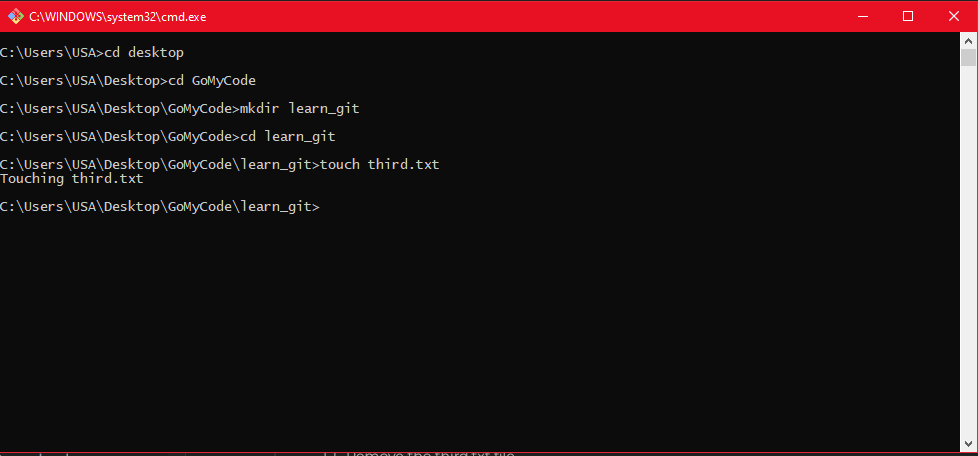 C:\WINDOWS\system32\cmd.exe
C:\Users\USA>cd desktop
C:\Users\USA\Desktop>cd GoMyCode
C:\Users\USA\Desktop\GoMyCode>mkdir learn_git
C:\Users\USA\Desktop\GoMyCode>cd learn_git
C:\Users\USA\Desktop\GoMyCode\learn_git>touch third.txt
Touching third.txt
C:\Users\USA\Desktop\GoMyCode\learn_git>
Remove the third.txt file